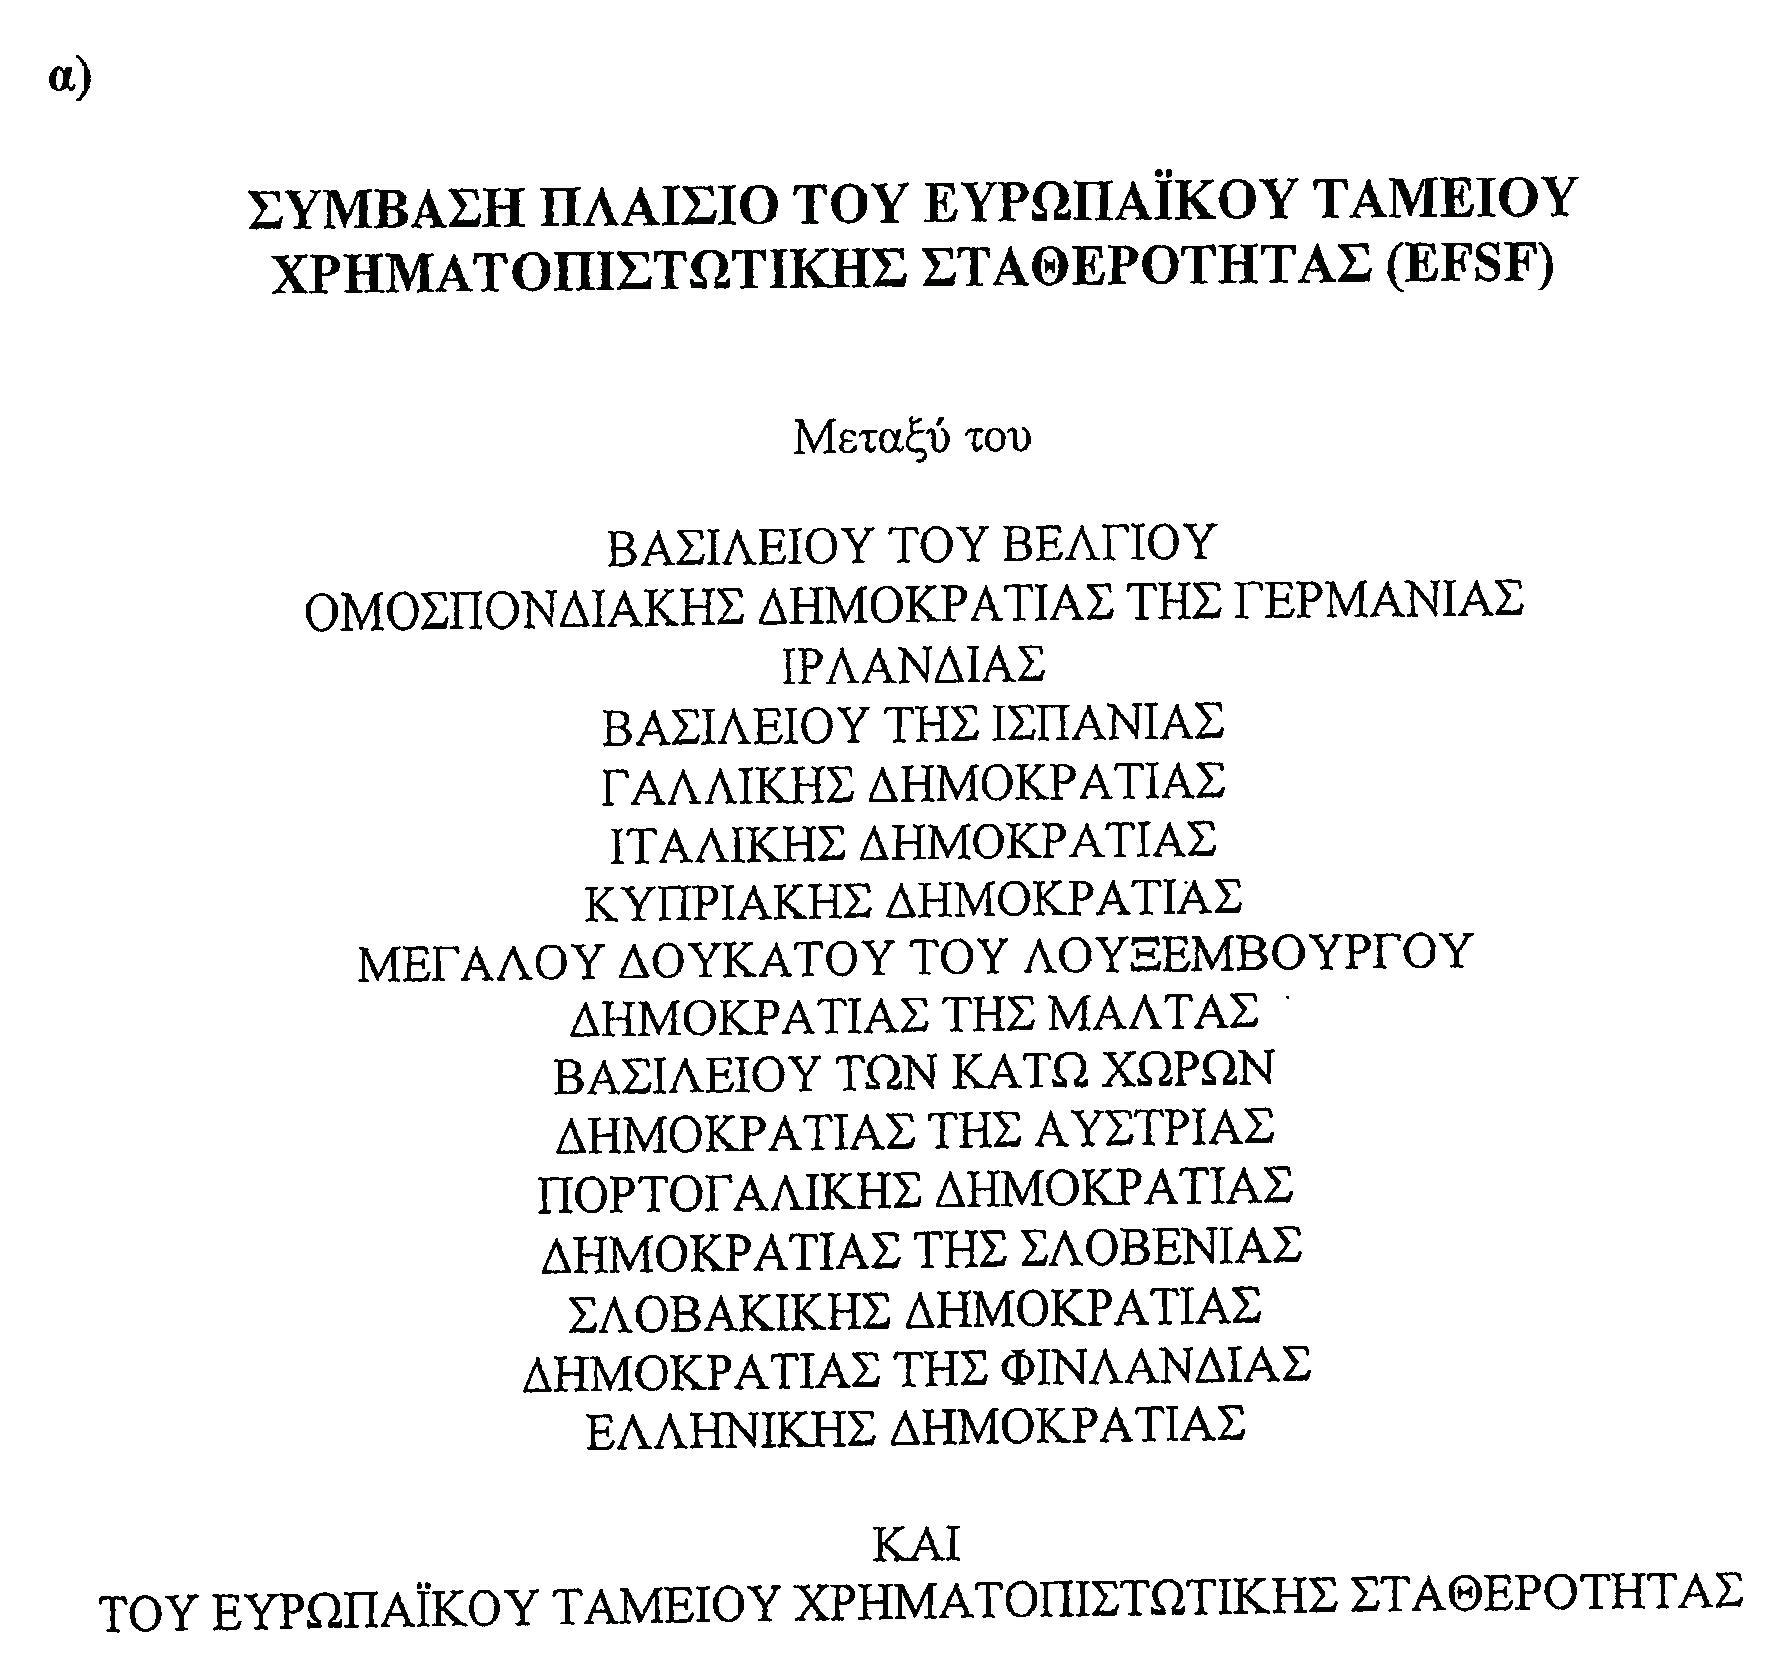 α)
ΣΥΜΒΑΣΗ ΠΛΑΙΣΙΟ ΤΟΥ ΕΥΡΩΠΑΪΚΟΥ ΤΑΜΕΙΟΥ
ΧΡΗΜΑΤΟΠΙΣΤΩΤΙΚΗΣ ΣΤΑΘΕΡΟΤΗΤΑΣ (EFSF)
Μεταξύ του
ΒΑΣΙΛΕΙΟΥ ΤΟΥ ΒΕΛΓΙΟΥ
ΟΜΟΣΠΟΝΔΙΑΚΗΣ ΔΗΜΟΚΡΑΤΙΑΣ ΤΗΣ ΓΕΡΜΑΝΙΑΣ
ΙΡΛΑΝΔΙΑΣ
ΒΑΣΙΛΕΙΟΥ ΤΗΣ ΙΣΠΑΝΙΑΣ
ΓΑΛΛΙΚΗΣ ΔΗΜΟΚΡΑΤΙΑΣ
ΙΤΑΛΙΚΗΣ ΔΗΜΟΚΡΑΤΙΑΣ
ΚΥΠΡΙΑΚΗΣ ΔΗΜΟΚΡΑΤΙΑΣ
ΜΕΓΑΛΟΥ ΔΟΥΚΑΤΟΥ ΤΟΥ ΛΟΥΞΕΜΒΟΥΡΓΟΥ
ΔΗΜΟΚΡΑΤΙΑΣ ΤΗΣ ΜΑΛΤΑΣ
ΒΑΣΙΛΕΙΟΥ ΤΩΝ ΚΑΤΩ ΧΩΡΩΝ
ΔΗΜΟΚΡΑΤΙΑΣ ΤΗΣ ΑΥΣΤΡΙΑΣ
ΠΟΡΤΟΓΑΛΙΚΗΣ ΔΗΜΟΚΡΑΤΙΑΣ
ΔΗΜΟΚΡΑΤΙΑΣ ΤΗΣ ΣΛΟΒΕΝΙΑΣ
ΣΛΟΒΑΚΙΚΗΣ ΔΗΜΟΚΡΑΤΙΑΣ
ΔΗΜΟΚΡΑΤΙΑΣ ΤΗΣ ΦΙΝΛΑΝΔΙΑΣ
ΕΛΛΗΝΙΚΗΣ ΔΗΜΟΚΡΑΤΙΑΣ
ΚΑΙ
ΤΟΥ ΕΥΡΩΠΑΪΚΟΥ ΤΑΜΕΙΟΥ ΧΡΗΜΑΤΟΠΙΣΤΩΤΙΚΗΣ ΣΤΑΘΕΡΟΤΗΤΑΣ